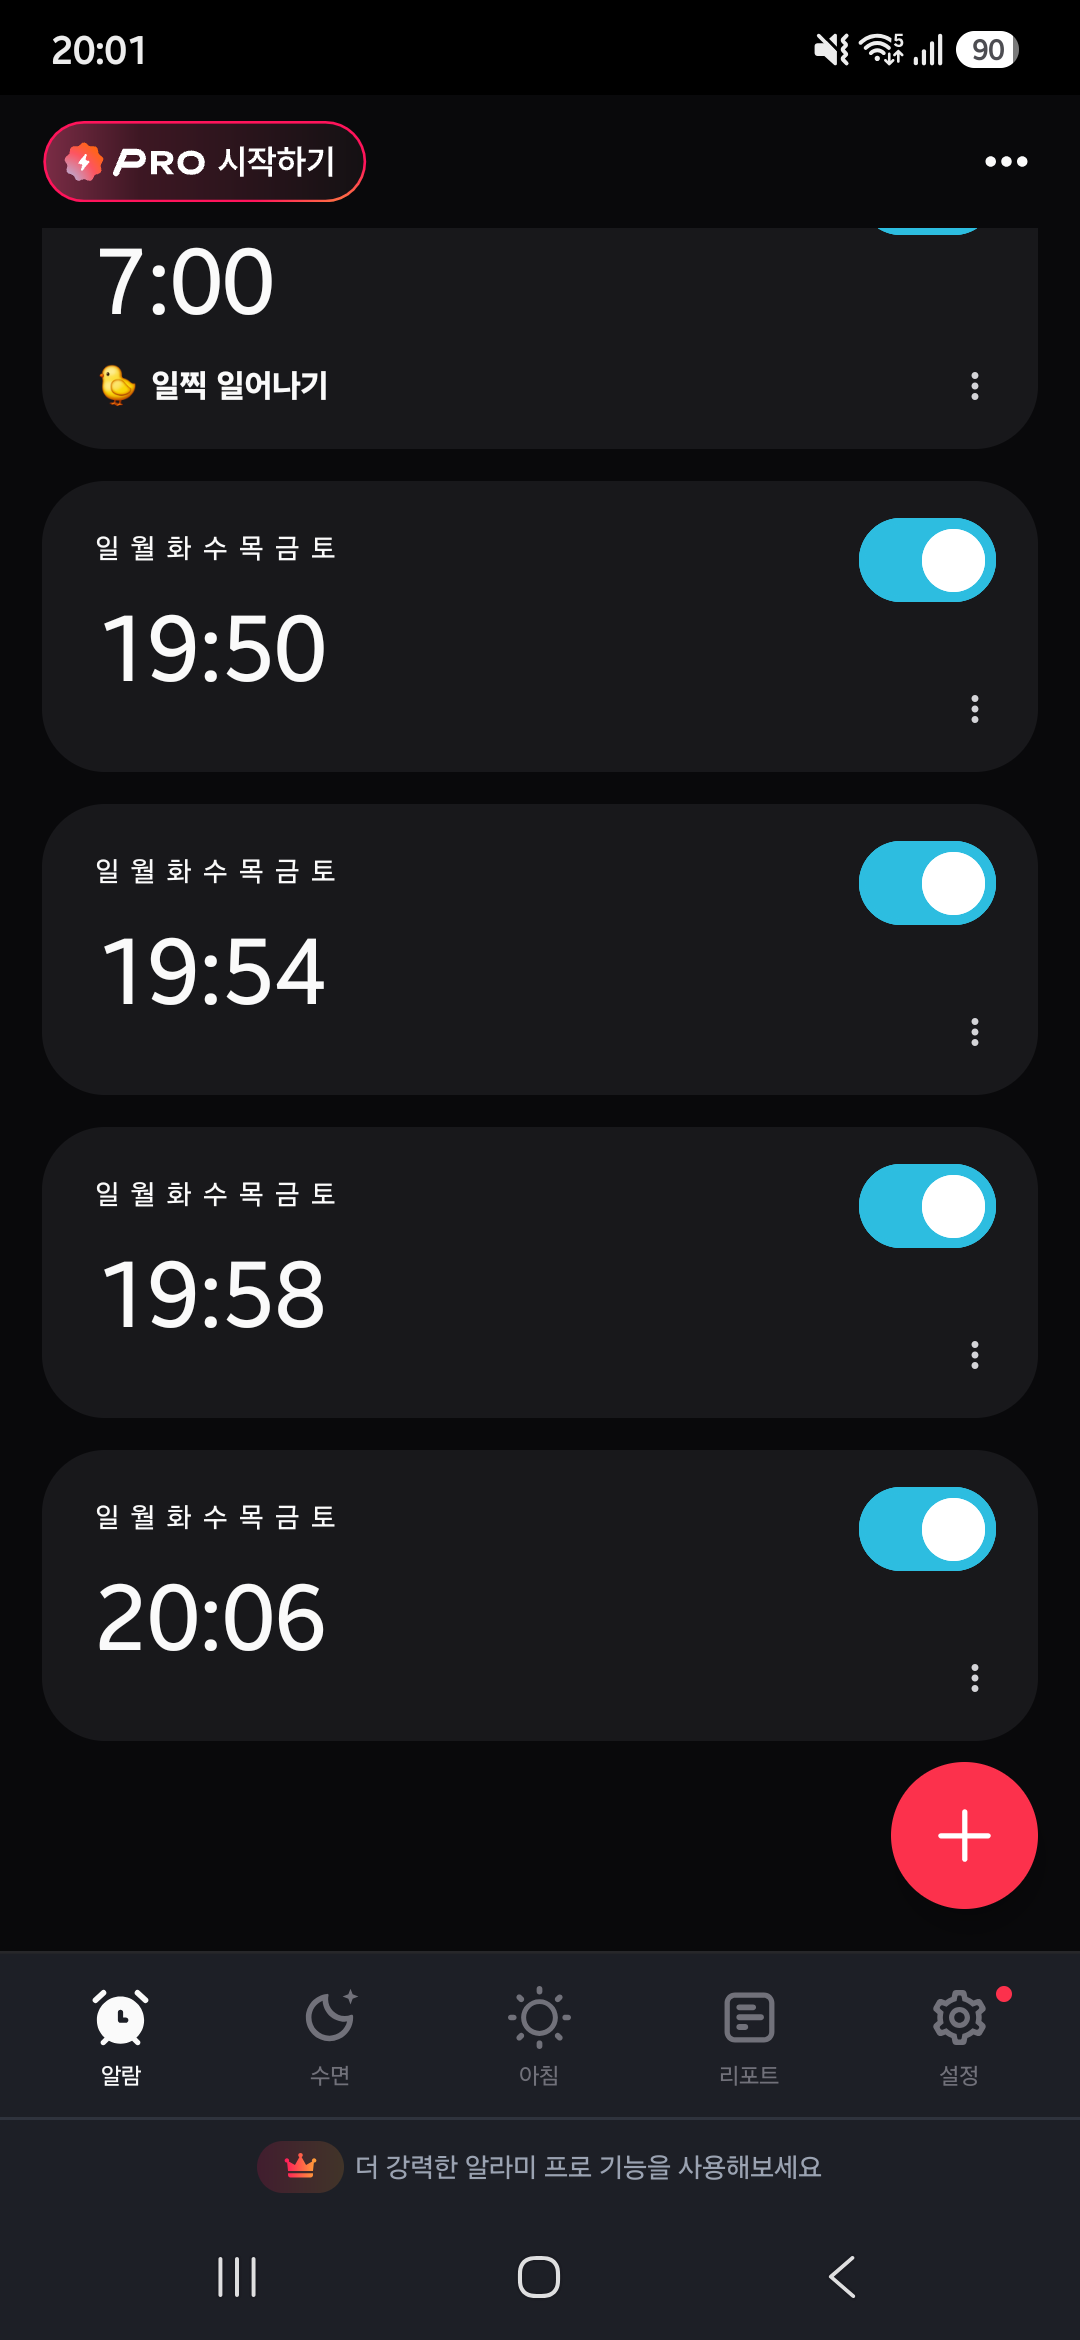 20:01
5
90
PRO 시작하기
7:00
일찍 일어나기
일 월 화 수 목 금 토
19:50
일 월 화 수 목 금 토
19:54
일 월 화 수 목 금 토
19:58
일 월 화 수 목 금 토
20:06
알람 수면 아침 리포트 설정
더 강력한 알라미 프로 기능을 사용해보세요